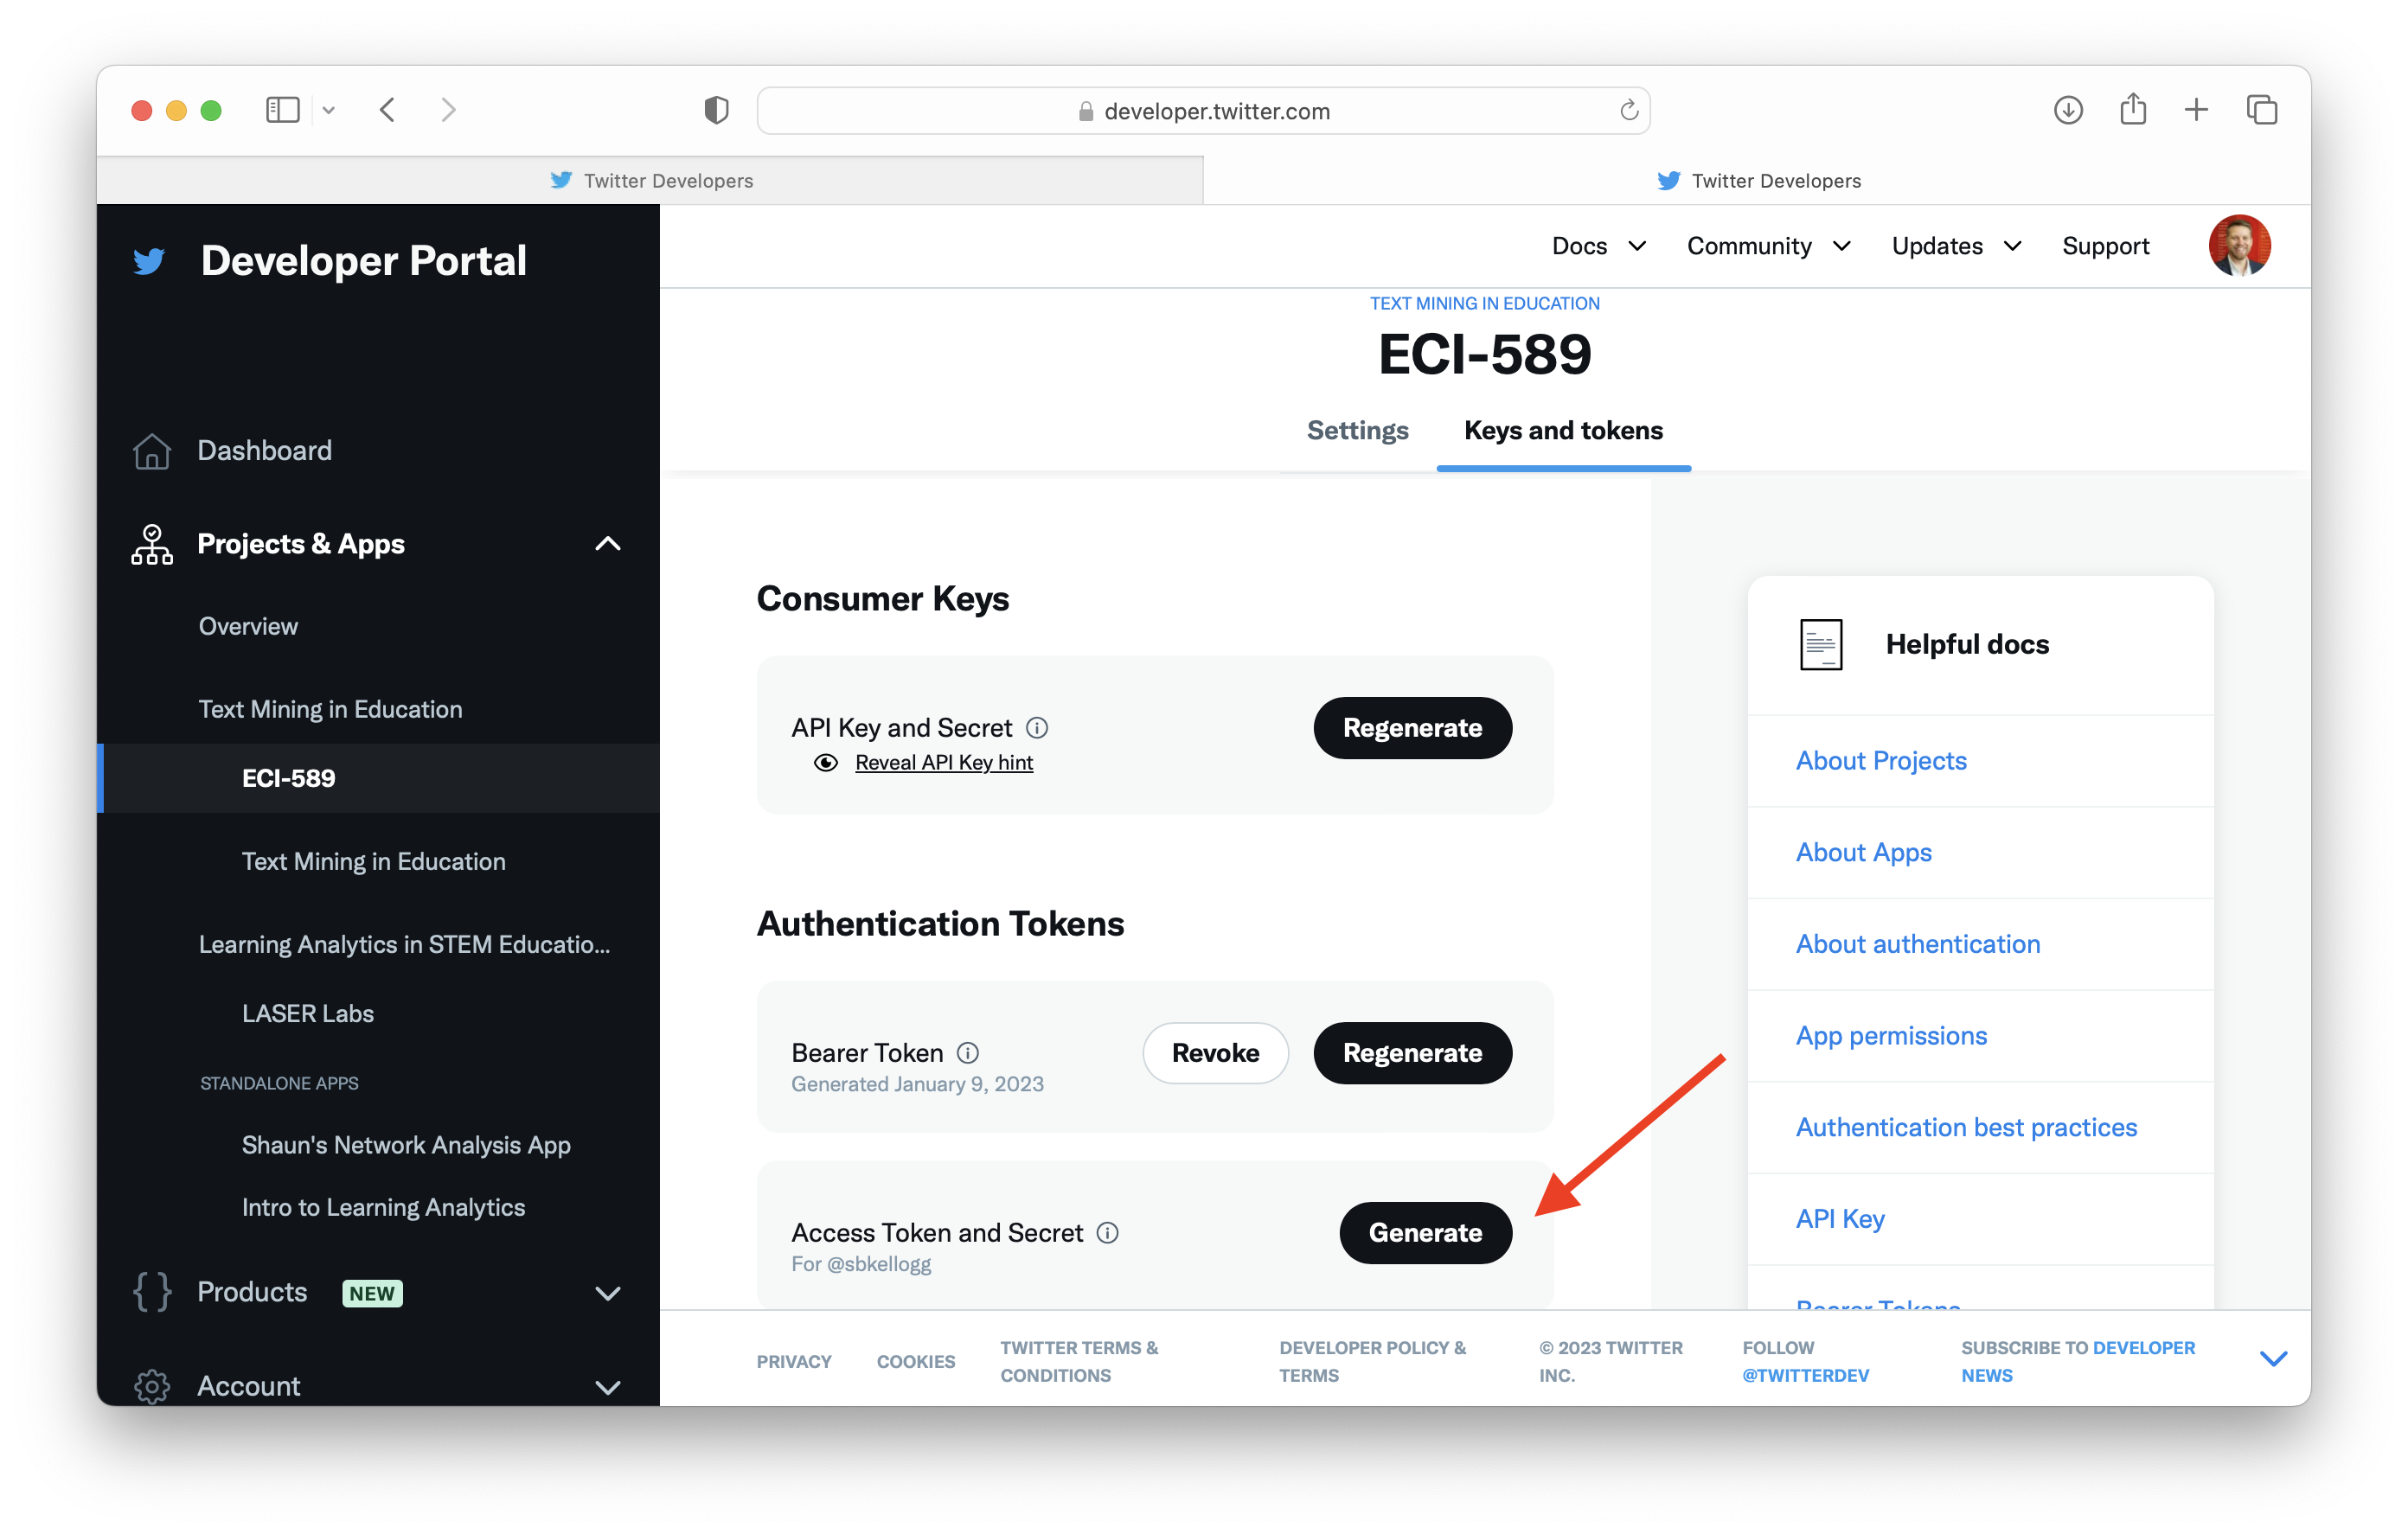 developer.twitter.com
Twitter Developers
Twitter Developers
Developer Portal
Dashboard
Projects & Apps
Overview
Text Mining in Education
ECI-589
Text Mining in Education
Learning Analytics in STEM Educatio...
LASER Labs
STANDALONE APPS
Shaun's Network Analysis App
Intro to Learning Analytics
Products NEW
Account
Docs
Community
Updates
Support
TEXT MINING IN EDUCATION
ECI-589
Settings
Keys and tokens
Consumer Keys
API Key and Secret
Reveal API Key hint
Regenerate
Authentication Tokens
Bearer Token
Generated January 9, 2023
Revoke
Regenerate
Access Token and Secret
For @sbkellogg
Generate
Helpful docs
About Projects
About Apps
About authentication
App permissions
Authentication best practices
API Key
Bearer Tokens
PRIVACY
COOKIES
TWITTER TERMS &
CONDITIONS
DEVELOPER POLICY &
TERMS
© 2023 TWITTER
INC.
FOLLOW
@TWITTERDEV
SUBSCRIBE TO DEVELOPER
NEWS